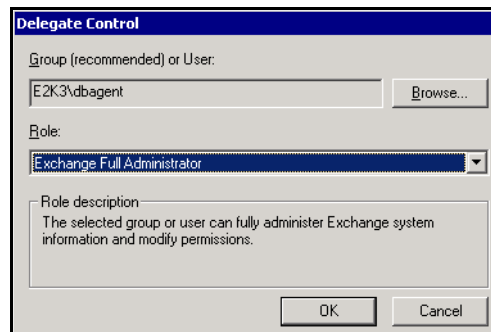 Delegate Control
Group (recommended) or User:
E2K3\dbagent
Browse...
Role:
Exchange Full Administrator
Role description
The selected group or user can fully administer Exchange system
information and modify permissions.
OK
Cancel